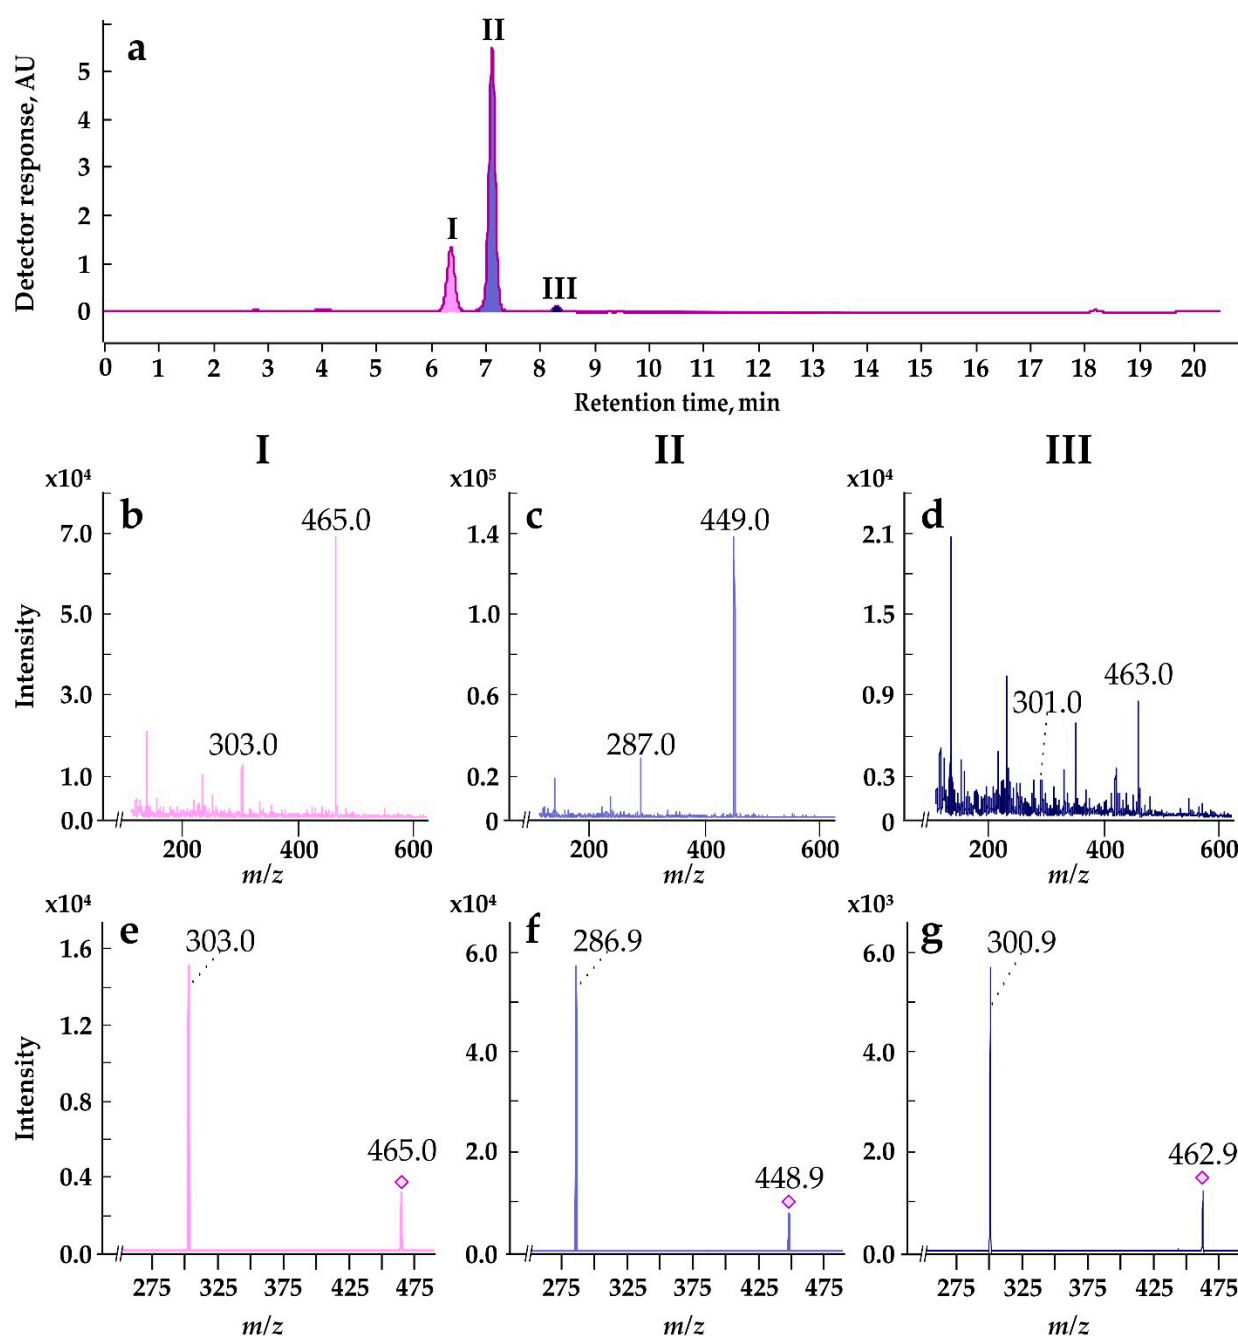 a
Detector response, AU
5
4
3
2
1
0
I
II
III
0 1 2 3 4 5 6 7 8 9 10 11 12 13 14 15 16 17 18 19 20
Retention time, min
I II III
x10⁴
b
Intensity
7.0
5.0
3.0
1.0
0.0
303.0
465.0
200 400 600
m/z
x10⁵
c
1.4
1.0
0.6
0.2
0
287.0
449.0
200 400 600
m/z
x10⁴
d
2.1
1.5
0.9
0.3
0
301.0
463.0
200 400 600
m/z
x10⁴
e
Intensity
1.6
1.2
0.8
0.4
0.0
303.0
465.0
275 325 375 425 475
m/z
x10⁴
f
6.0
4.0
2.0
0.0
286.9
448.9
275 325 375 425 475
m/z
x10³
g
6.0
4.0
2.0
0.0
300.9
462.9
275 325 375 425 475
m/z